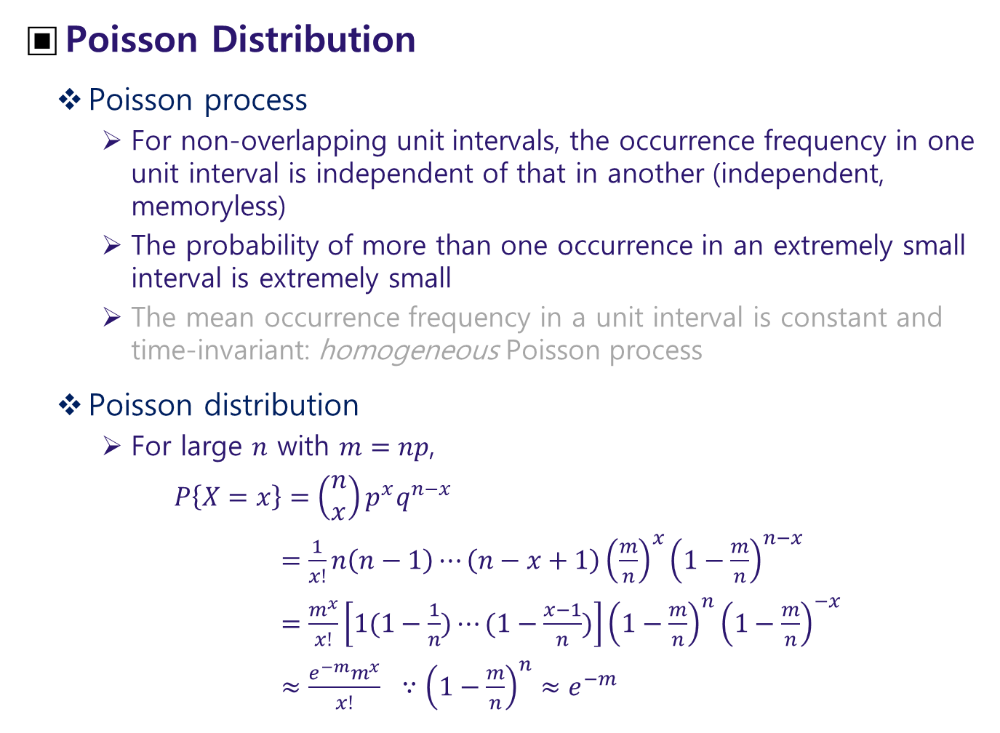 ▣ Poisson Distribution
❖ Poisson process
➢ For non-overlapping unit intervals, the occurrence frequency in one
unit interval is independent of that in another (independent,
memoryless)
➢ The probability of more than one occurrence in an extremely small
interval is extremely small
➢ The mean occurrence frequency in a unit interval is constant and
time-invariant: homogeneous Poisson process
❖ Poisson distribution
➢ For large $n$ with $m = np$,
$P\{X = x\} = \binom{n}{x} p^x q^{n-x}$
$= \frac{1}{x!} n(n-1) \cdots (n-x+1) \left(\frac{m}{n}\right)^x \left(1 - \frac{m}{n}\right)^{n-x}$
$= \frac{m^x}{x!} \left[1(1 - \frac{1}{n}) \cdots (1 - \frac{x-1}{n})\right] \left(1 - \frac{m}{n}\right)^n \left(1 - \frac{m}{n}\right)^{-x}$
$\approx \frac{e^{-m} m^x}{x!} \quad \because \left(1 - \frac{m}{n}\right)^n \approx e^{-m}$